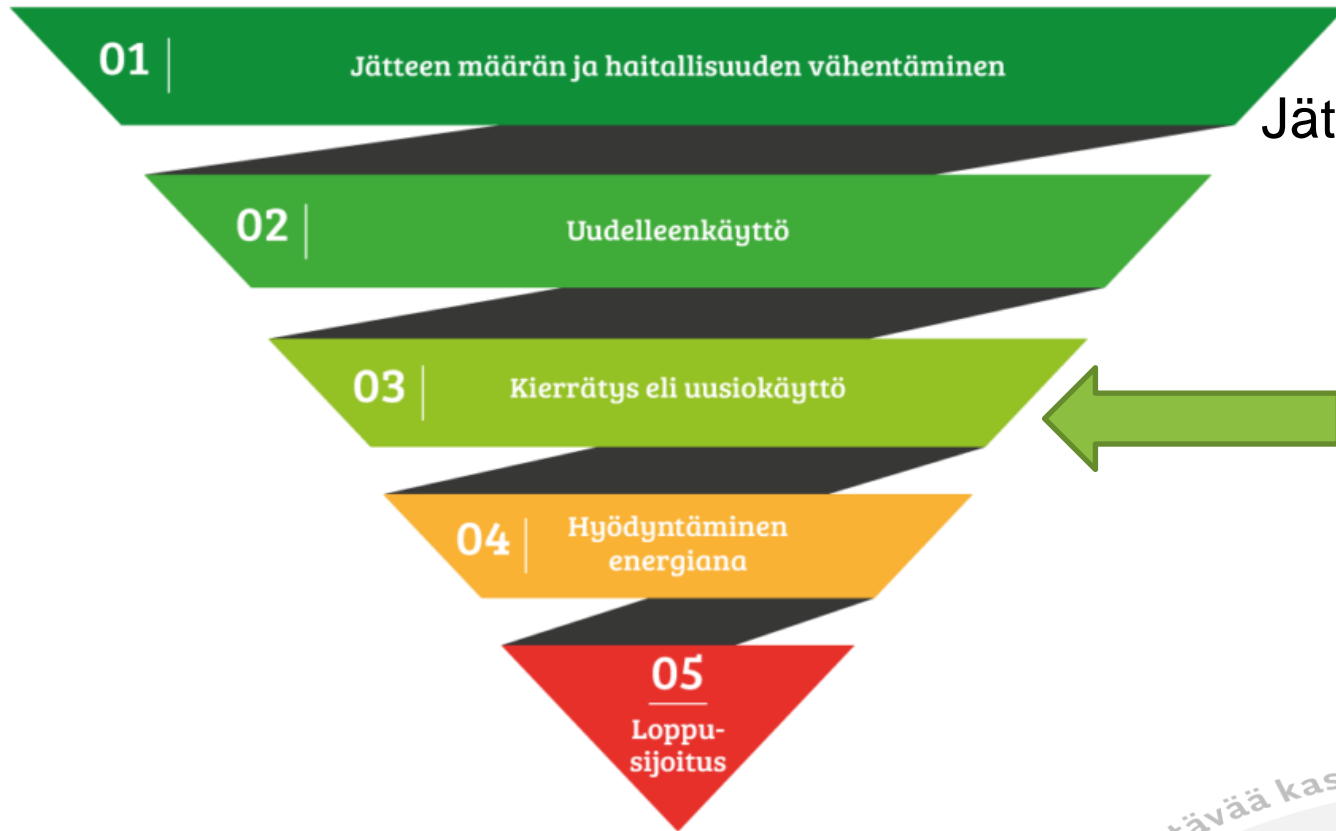 01
Jätteen määrän ja haitallisuuden vähentäminen
Jät
02
Uudelleenkäyttö
03
Kierrätys eli uusiokäyttö
04
Hyödyntäminen
energiana
05
Loppu-
sijoitus
tävää kas